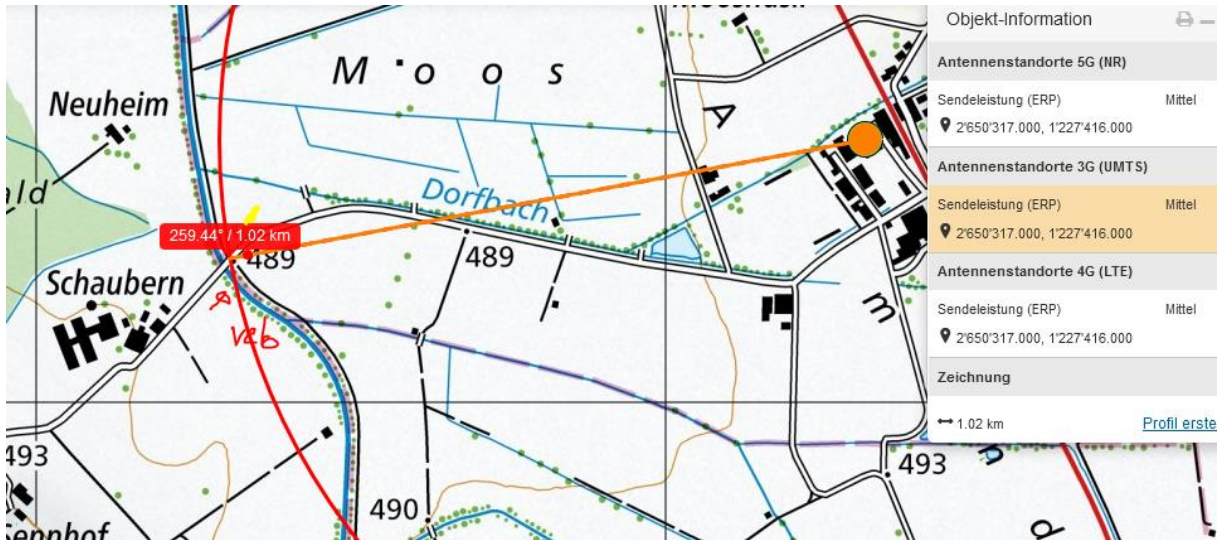 Objekt-Information
Antennenstandorte 5G (NR)
Sendeleistung (ERP) Mittel
2'650'317.000, 1'227'416.000
Antennenstandorte 3G (UMTS)
Sendeleistung (ERP) Mittel
2'650'317.000, 1'227'416.000
Antennenstandorte 4G (LTE)
Sendeleistung (ERP) Mittel
2'650'317.000, 1'227'416.000
Zeichnung
1.02 km Profil erste
Moos
Neuheim
A
ald
Dorfbach
259.44° / 1.02 km
489
489
Schaubern
m
493
493
n
490
ennhof
d